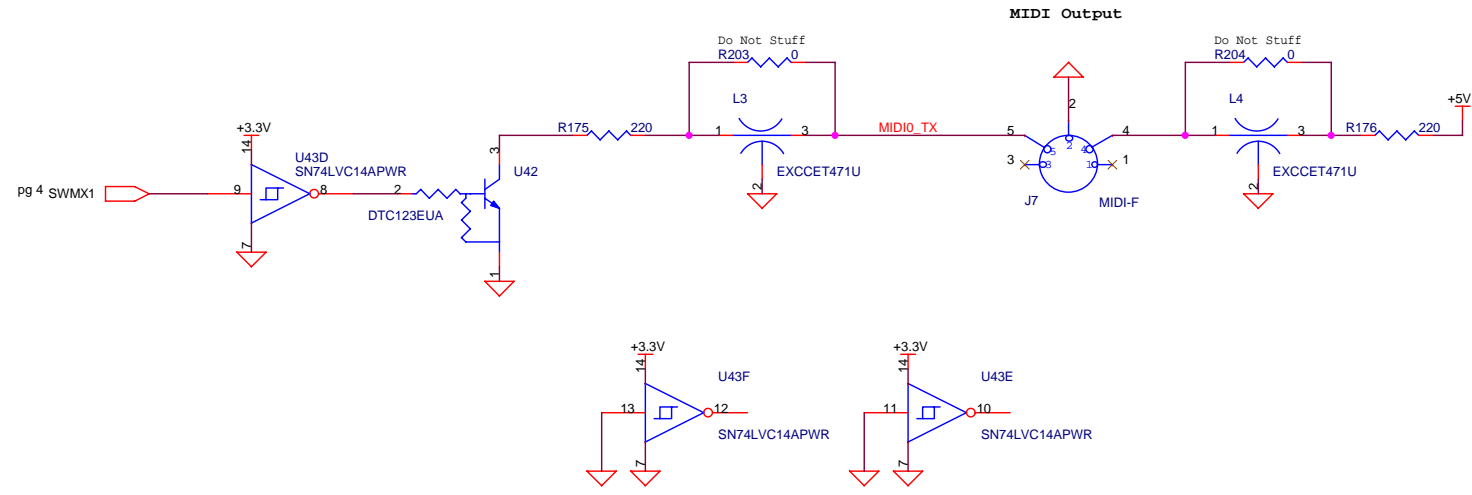 MIDI Output
Do Not Stuff
R203 0
Do Not Stuff
R204 0
L3
L4
+5V
2
R175 220
1 3
MIDI0_TX
5
4
1 3
R176 220
+3.3V
14
U43D
SN74LVC14APWR
3
U42
EXCCET471U
2
5
2
4
3
3
1
1
EXCCET471U
2
pg 4 SWMX1
9
8
2
DTC123EUA
J7
MIDI-F
7
1
+3.3V
14
U43F
13
12
SN74LVC14APWR
7
+3.3V
14
U43E
11
10
SN74LVC14APWR
7